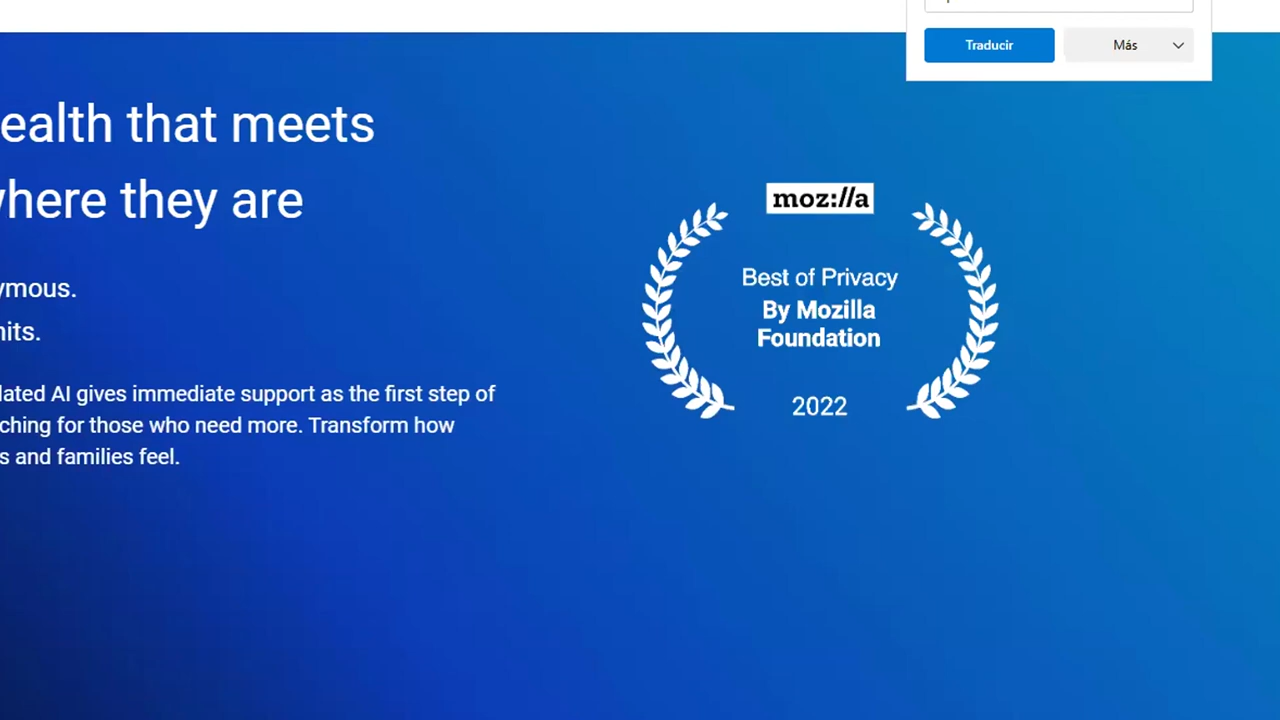 Traducir
Más
ealth that meets
where they are
ymous.
nits.
lated AI gives immediate support as the first step of
ching for those who need more. Transform how
s and families feel.
moz://a
Best of Privacy
By Mozilla
Foundation
2022